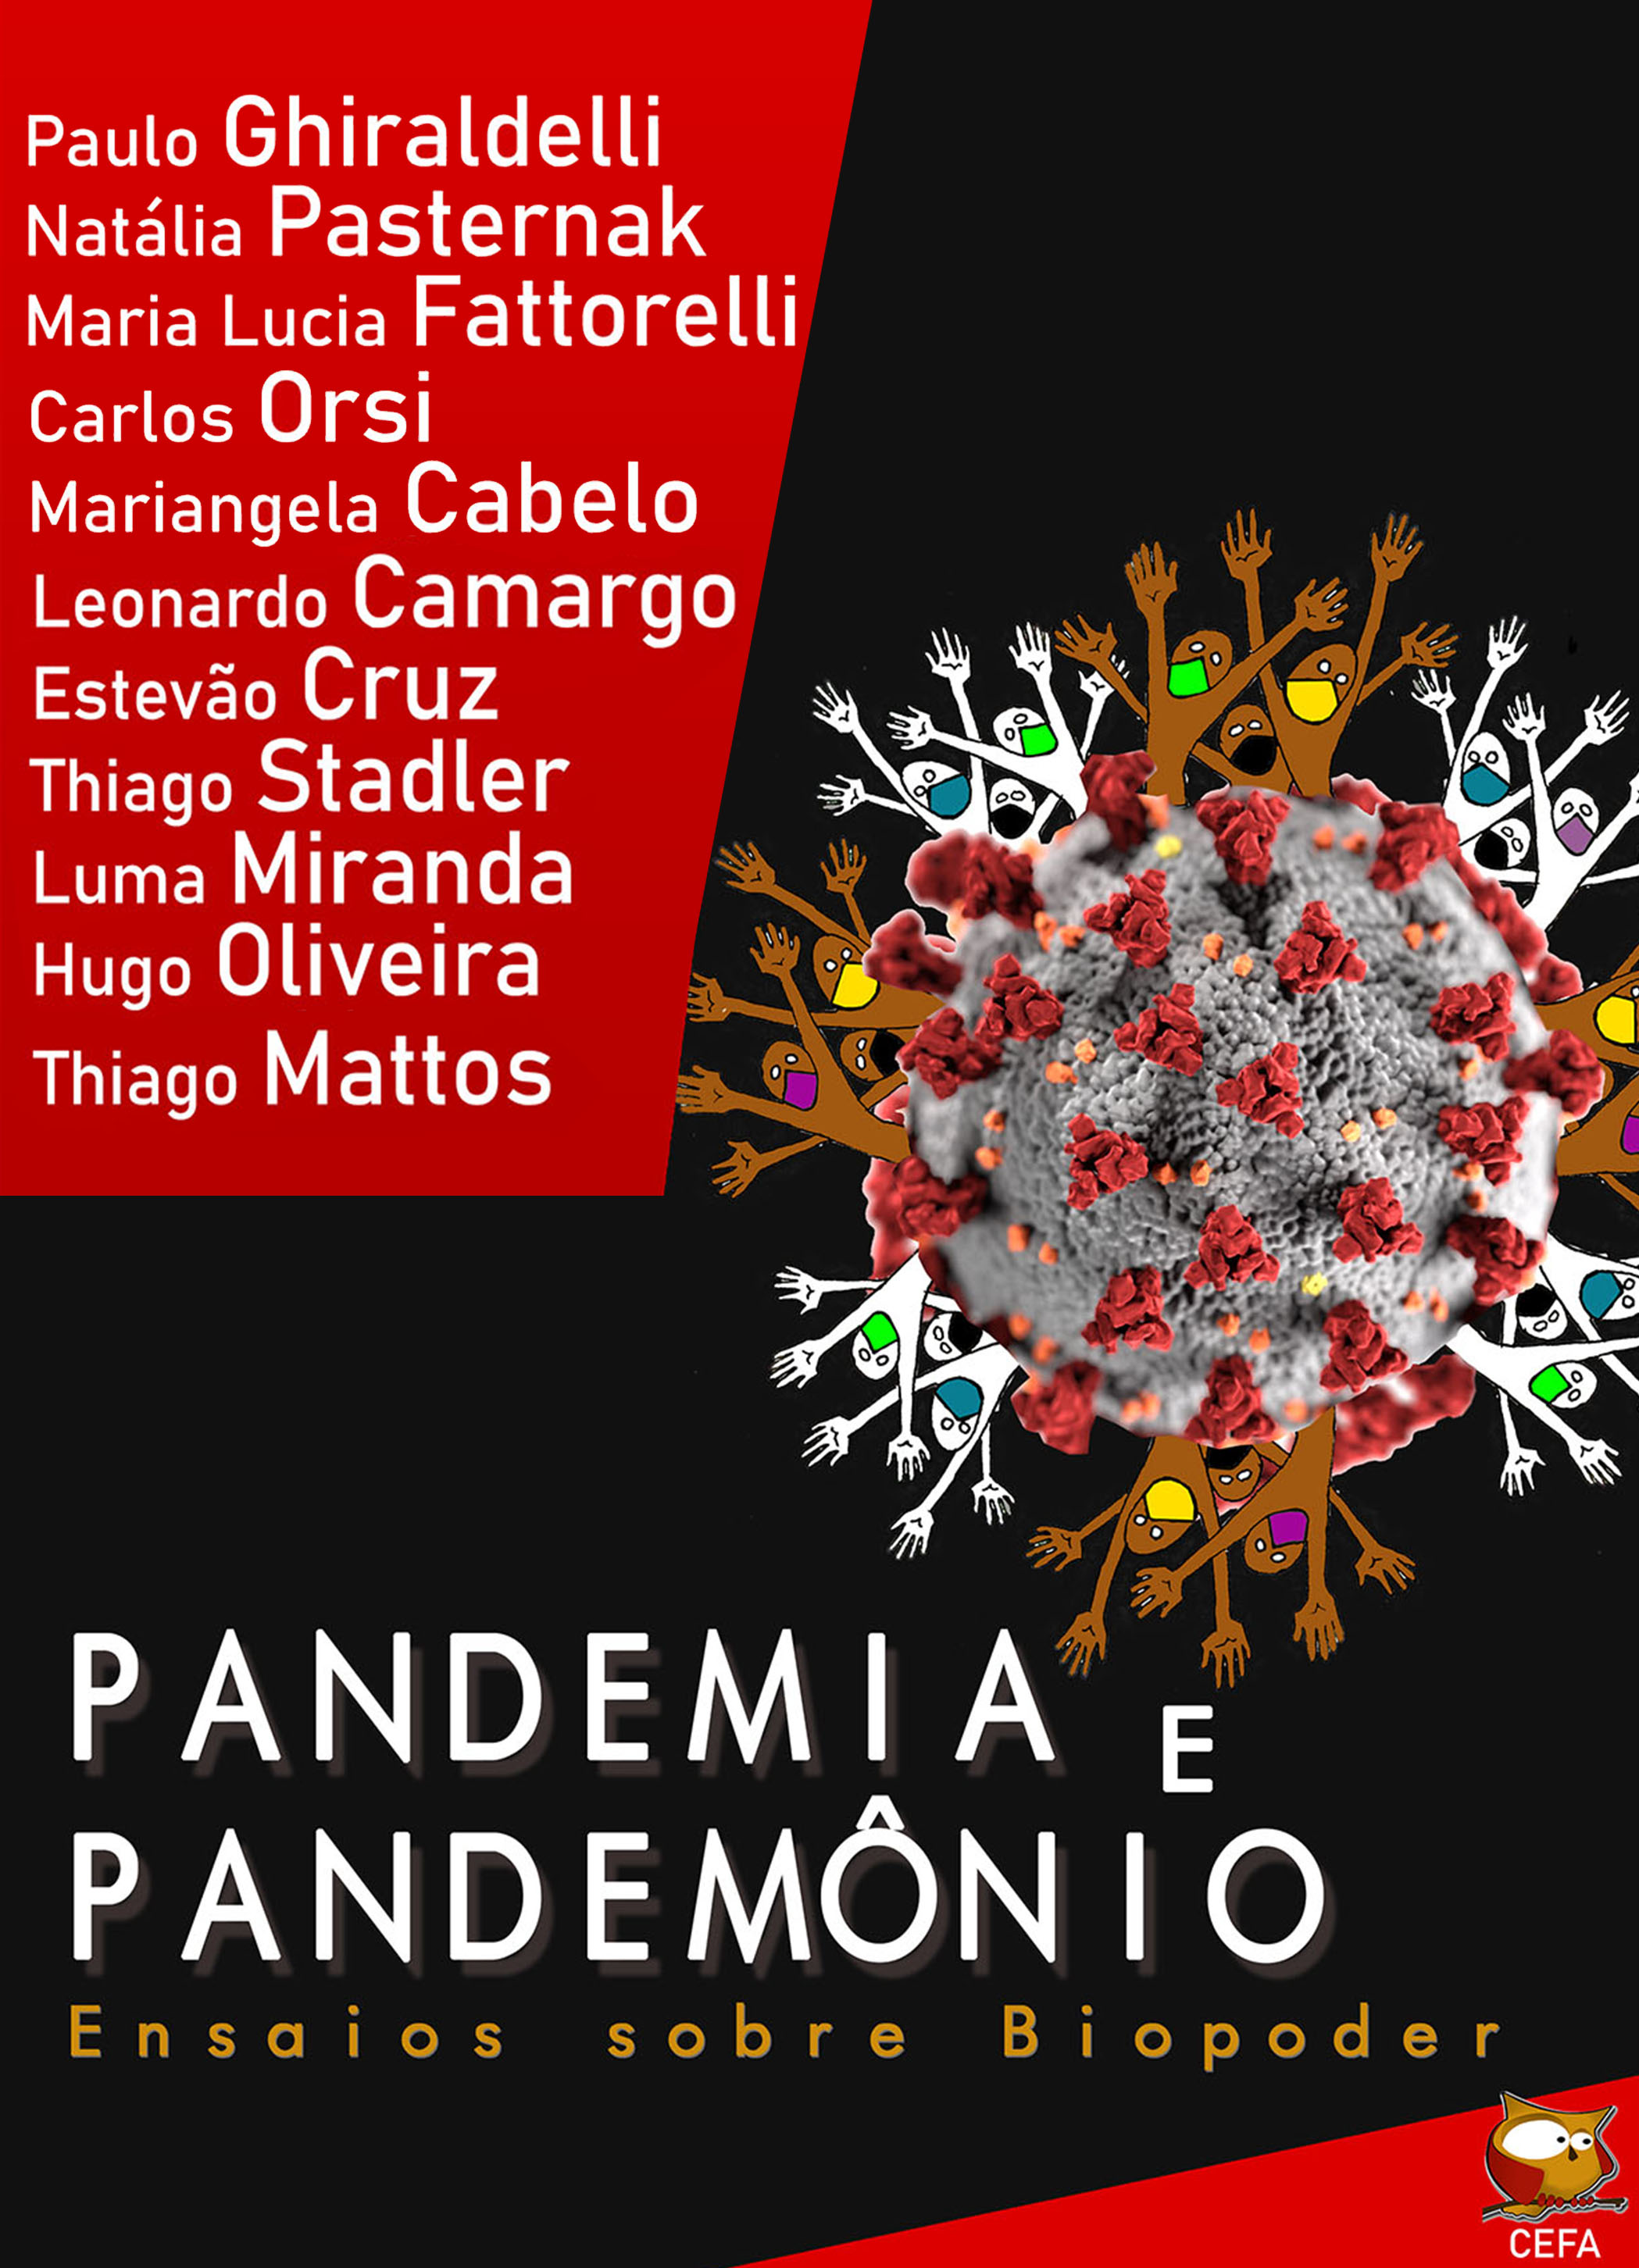 Paulo Ghiraldelli
Natália Pasternak
Maria Lucia Fattorelli
Carlos Orsi
Mariangela Cabelo
Leonardo Camargo
Estevão Cruz
Thiago Stadler
Luma Miranda
Hugo Oliveira
Thiago Mattos
PANDEMIA E
PANDEMÔNIO
Ensaios sobre Biopoder
CEFA